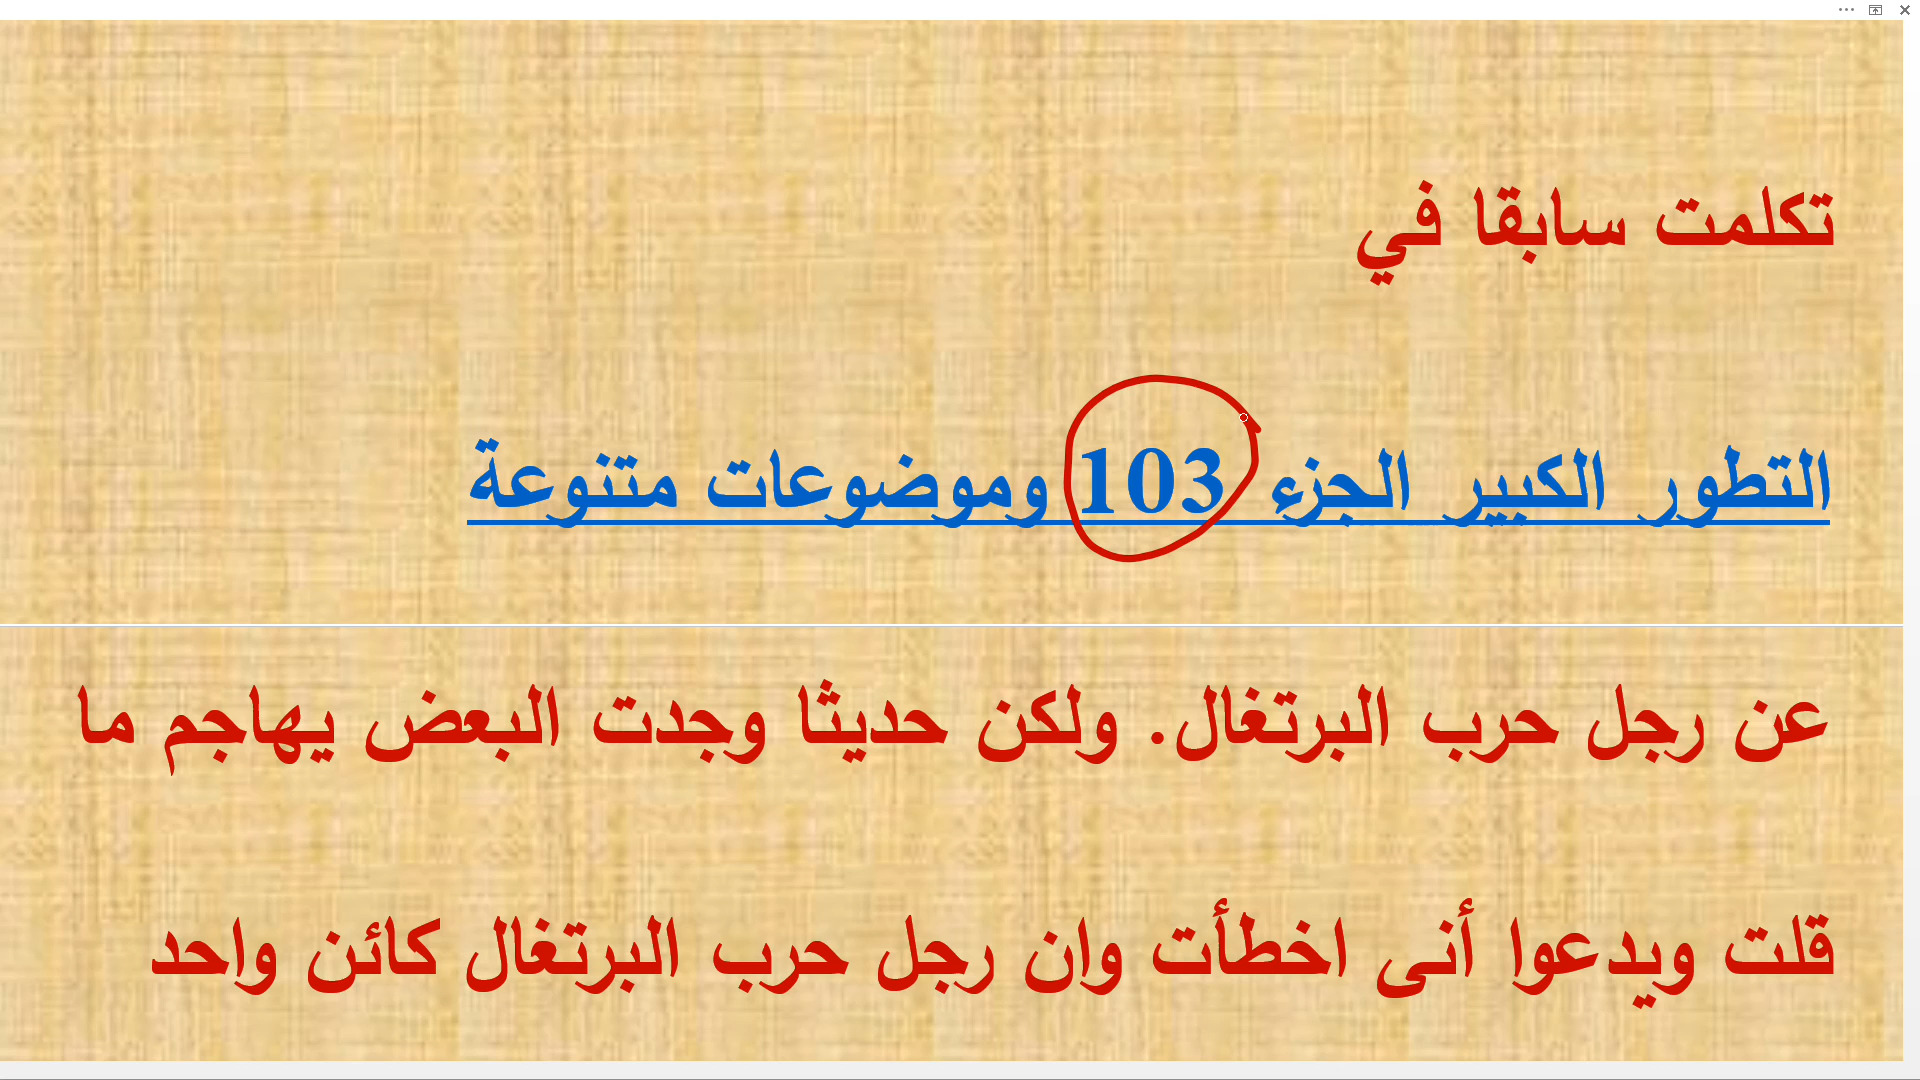 تكلمت سابقا في
التطور الكبير الجزء 103 وموضوعات متنوعة
عن رجل حرب البرتغال. ولكن حديثا وجدت البعض يهاجم ما
قلت ويدعوا أنى اخطأت وان رجل حرب البرتغال كائن واحد